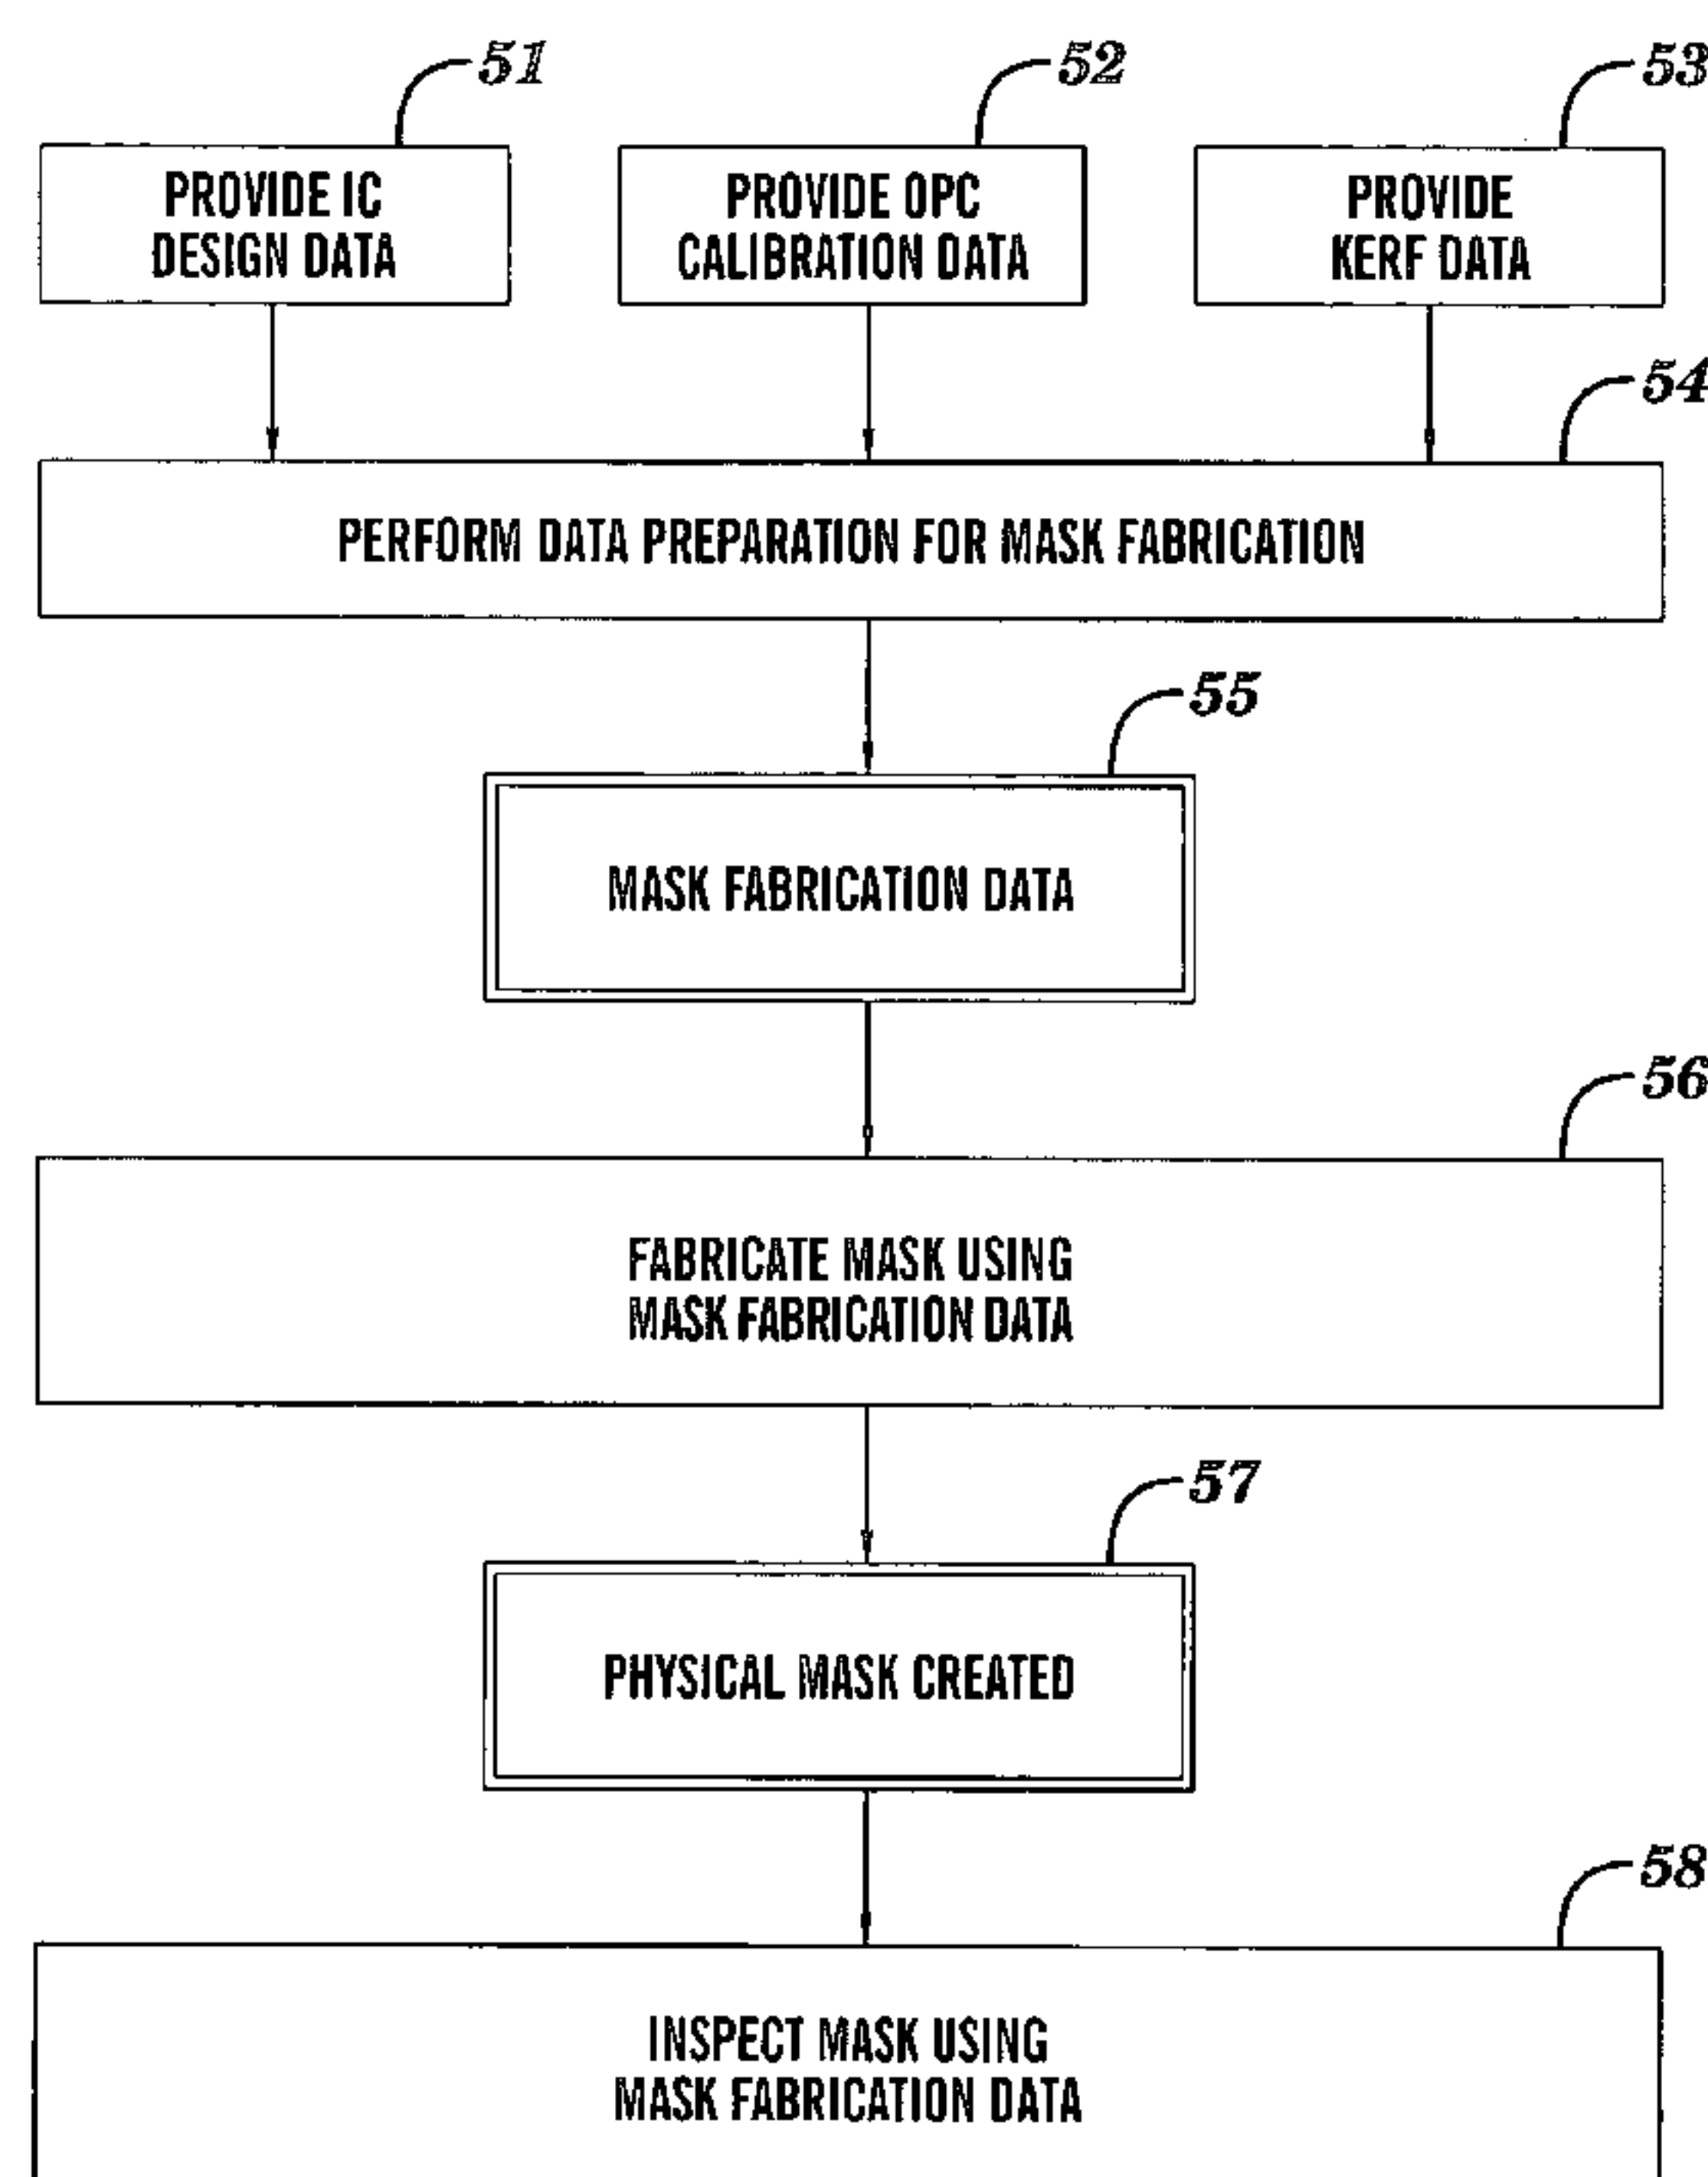 51
52
53
PROVIDE IC
DESIGN DATA
PROVIDE OPC
CALIBRATION DATA
PROVIDE
KERF DATA
54
PERFORM DATA PREPARATION FOR MASK FABRICATION
55
MASK FABRICATION DATA
56
FABRICATE MASK USING
MASK FABRICATION DATA
57
PHYSICAL MASK CREATED
58
INSPECT MASK USING
MASK FABRICATION DATA